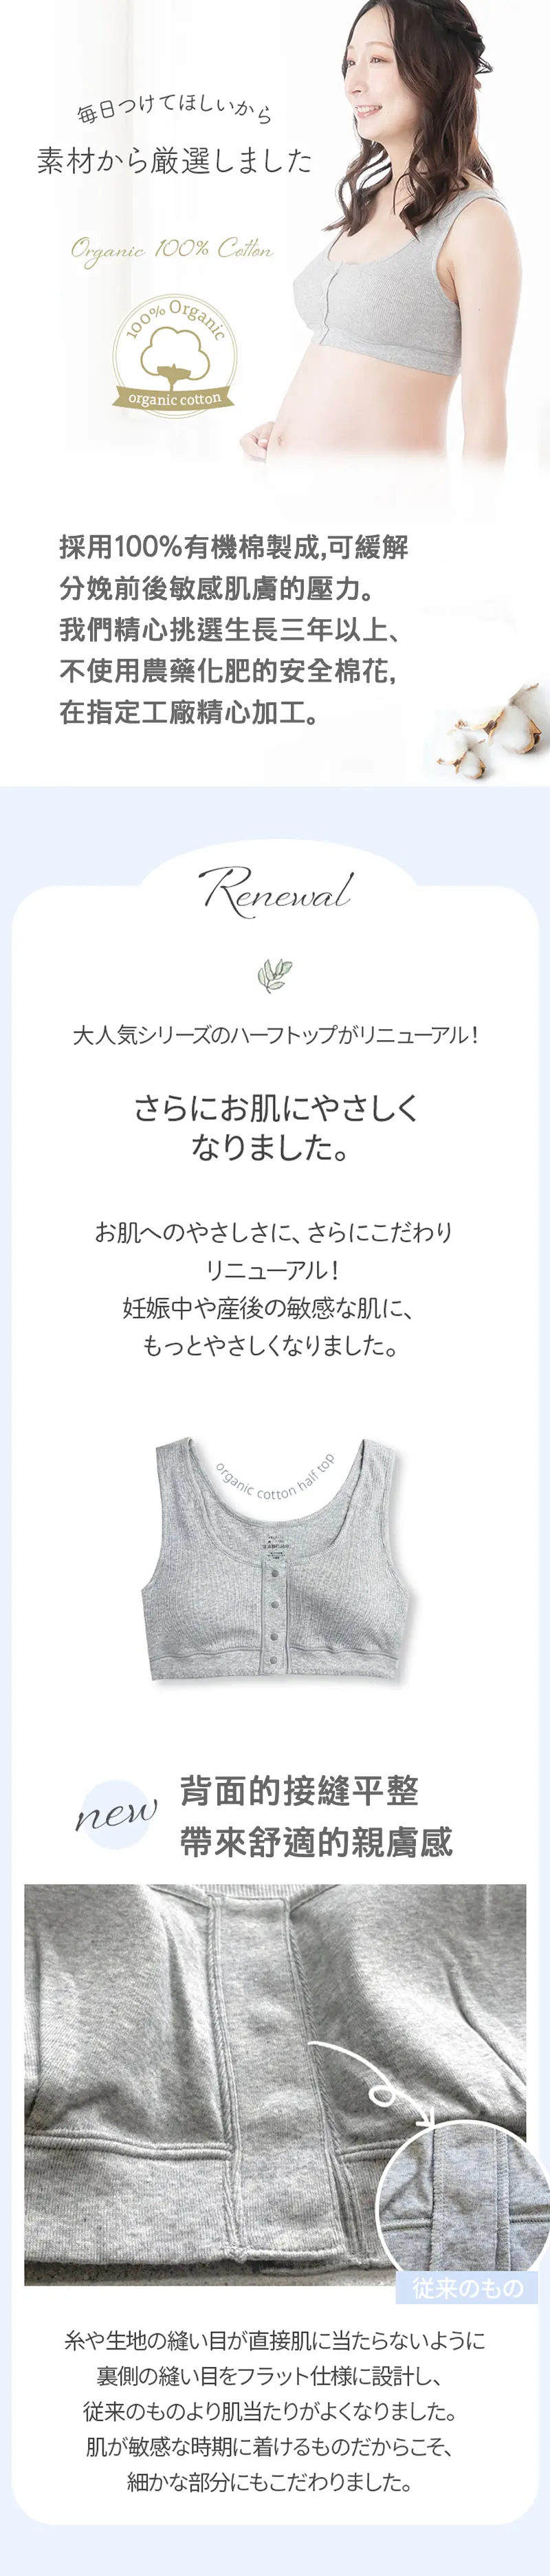 毎日つけてほしいから
素材から厳選しました
Organic 100% Cotton
100% Organic
organic cotton
採用100%有機棉製成,可緩解
分娩前後敏感肌膚的壓力。
我們精心挑選生長三年以上、
不使用農藥化肥的安全棉花,
在指定工廠精心加工。
Renewal
大人気シリーズのハーフトップがリニューアル!
さらにお肌にやさしく
なりました。
お肌へのやさしさに、さらにこだわり
リニューアル!
妊娠中や産後の敏感な肌に、
もっとやさしくなりました。
organic cotton half top
new
背面的接縫平整
帶來舒適的親膚感
従来のもの
糸や生地の縫い目が直接肌に当たらないように
裏側の縫い目をフラット仕様に設計し、
従来のものより肌当たりがよくなりました。
肌が敏感な時期に着けるものだからこそ、
細かな部分にもこだわりました。